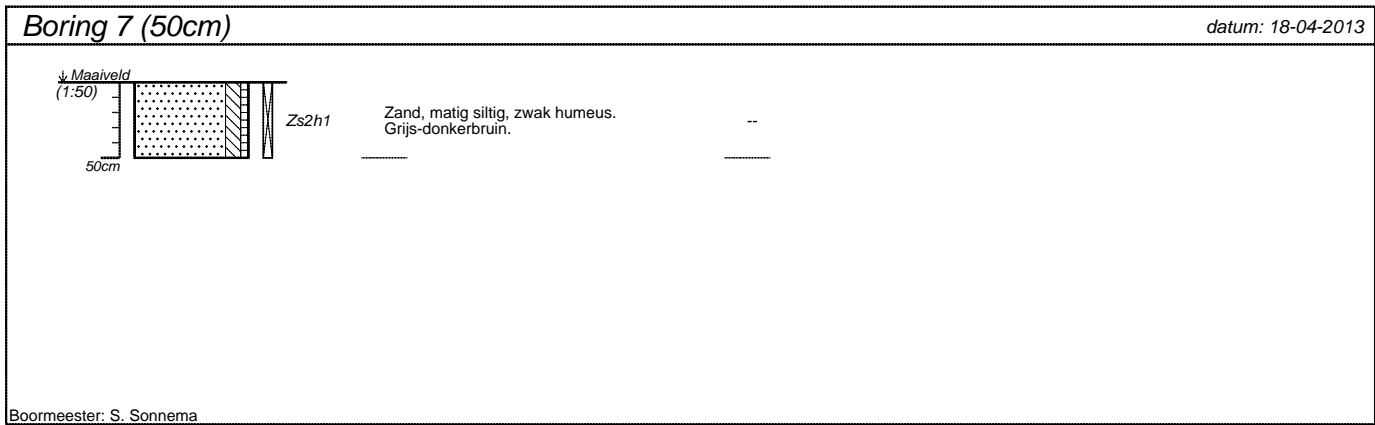 Boring 7 (50cm)
datum: 18-04-2013
Maaiveld
(1:50)
Zs2h1
Zand, matig siltig, zwak humeus.
Grijs-donkerbruin.
--
50cm
Boormeester: S. Sonnema